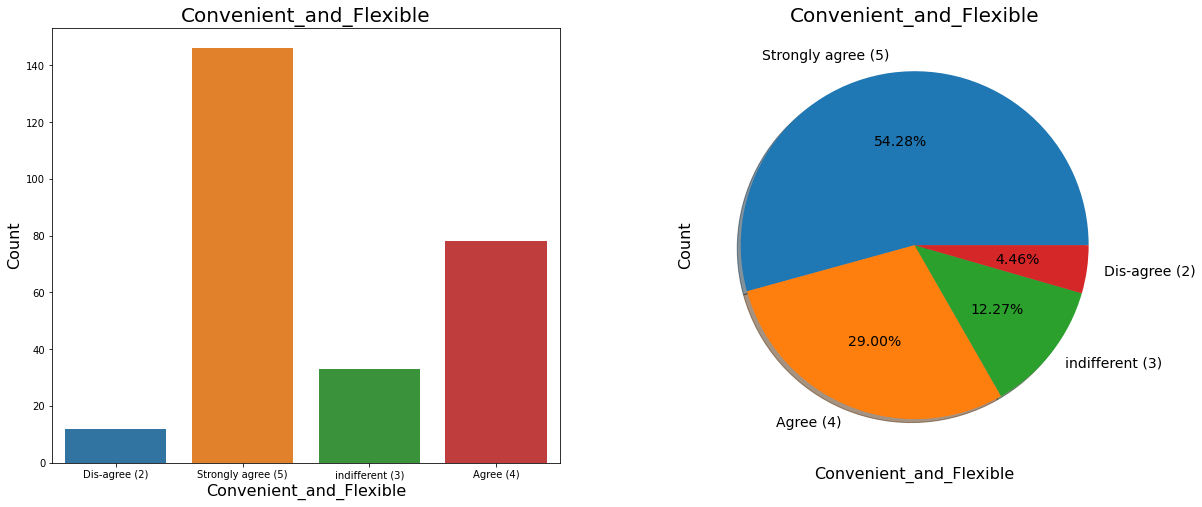 Convenient_and_Flexible
Count
140
120
100
80
60
40
20
0
Dis-agree (2) Strongly agree (5) indifferent (3) Agree (4)
Convenient_and_Flexible
Convenient_and_Flexible
Count
Strongly agree (5)
54.28%
4.46%
Dis-agree (2)
12.27%
29.00%
indifferent (3)
Agree (4)
Convenient_and_Flexible